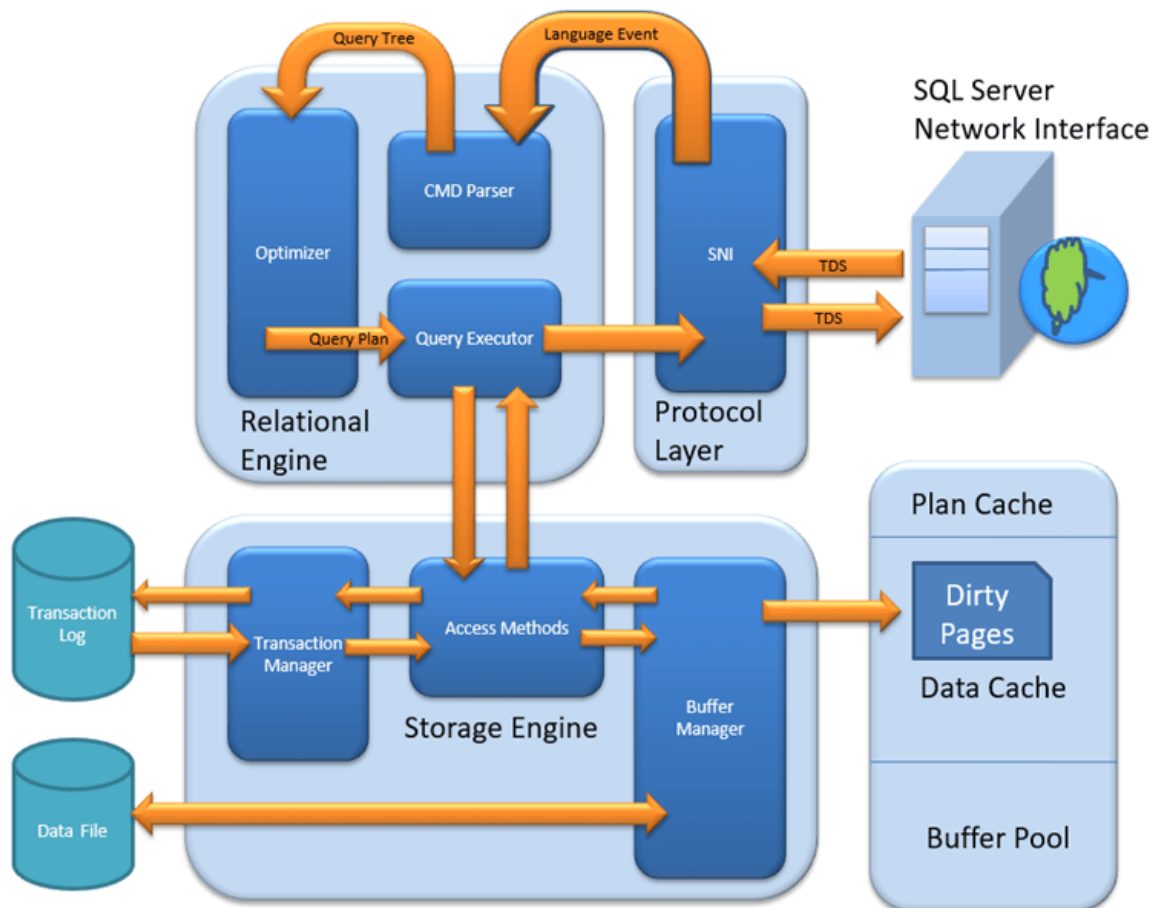 Query Tree
Language Event
SQL Server
Network Interface
CMD Parser
Optimizer
SNI
TDS
TDS
Query Plan
Query Executor
Relational
Engine
Protocol
Layer
Plan Cache
Dirty
Pages
Data Cache
Buffer Pool
Transaction
Log
Transaction
Manager
Access Methods
Storage Engine
Buffer
Manager
Data File